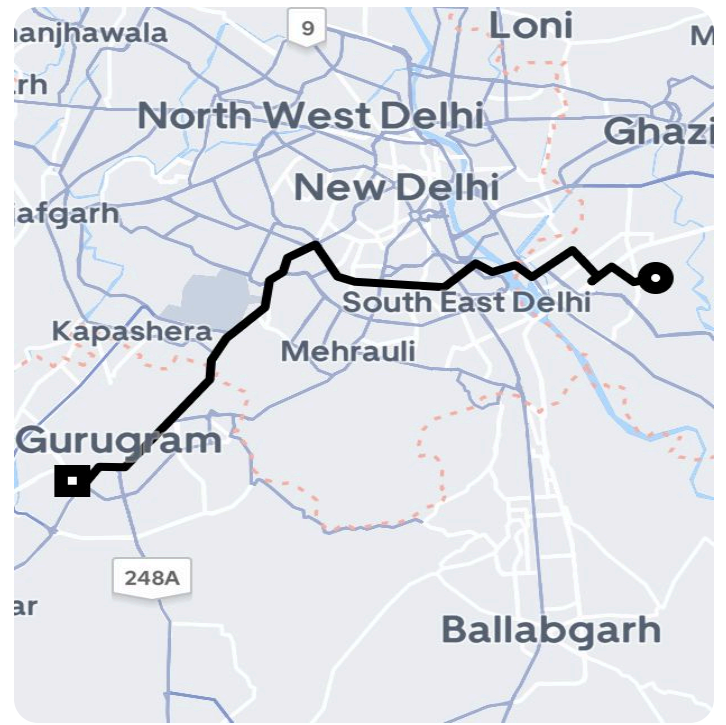 9
Loni
anjhawala
M
rh
North West Delhi
Ghazi
New Delhi
jafgarh
South East Delhi
Kapashera
Mehrauli
Gurugram
248A
ar
Ballabgarh